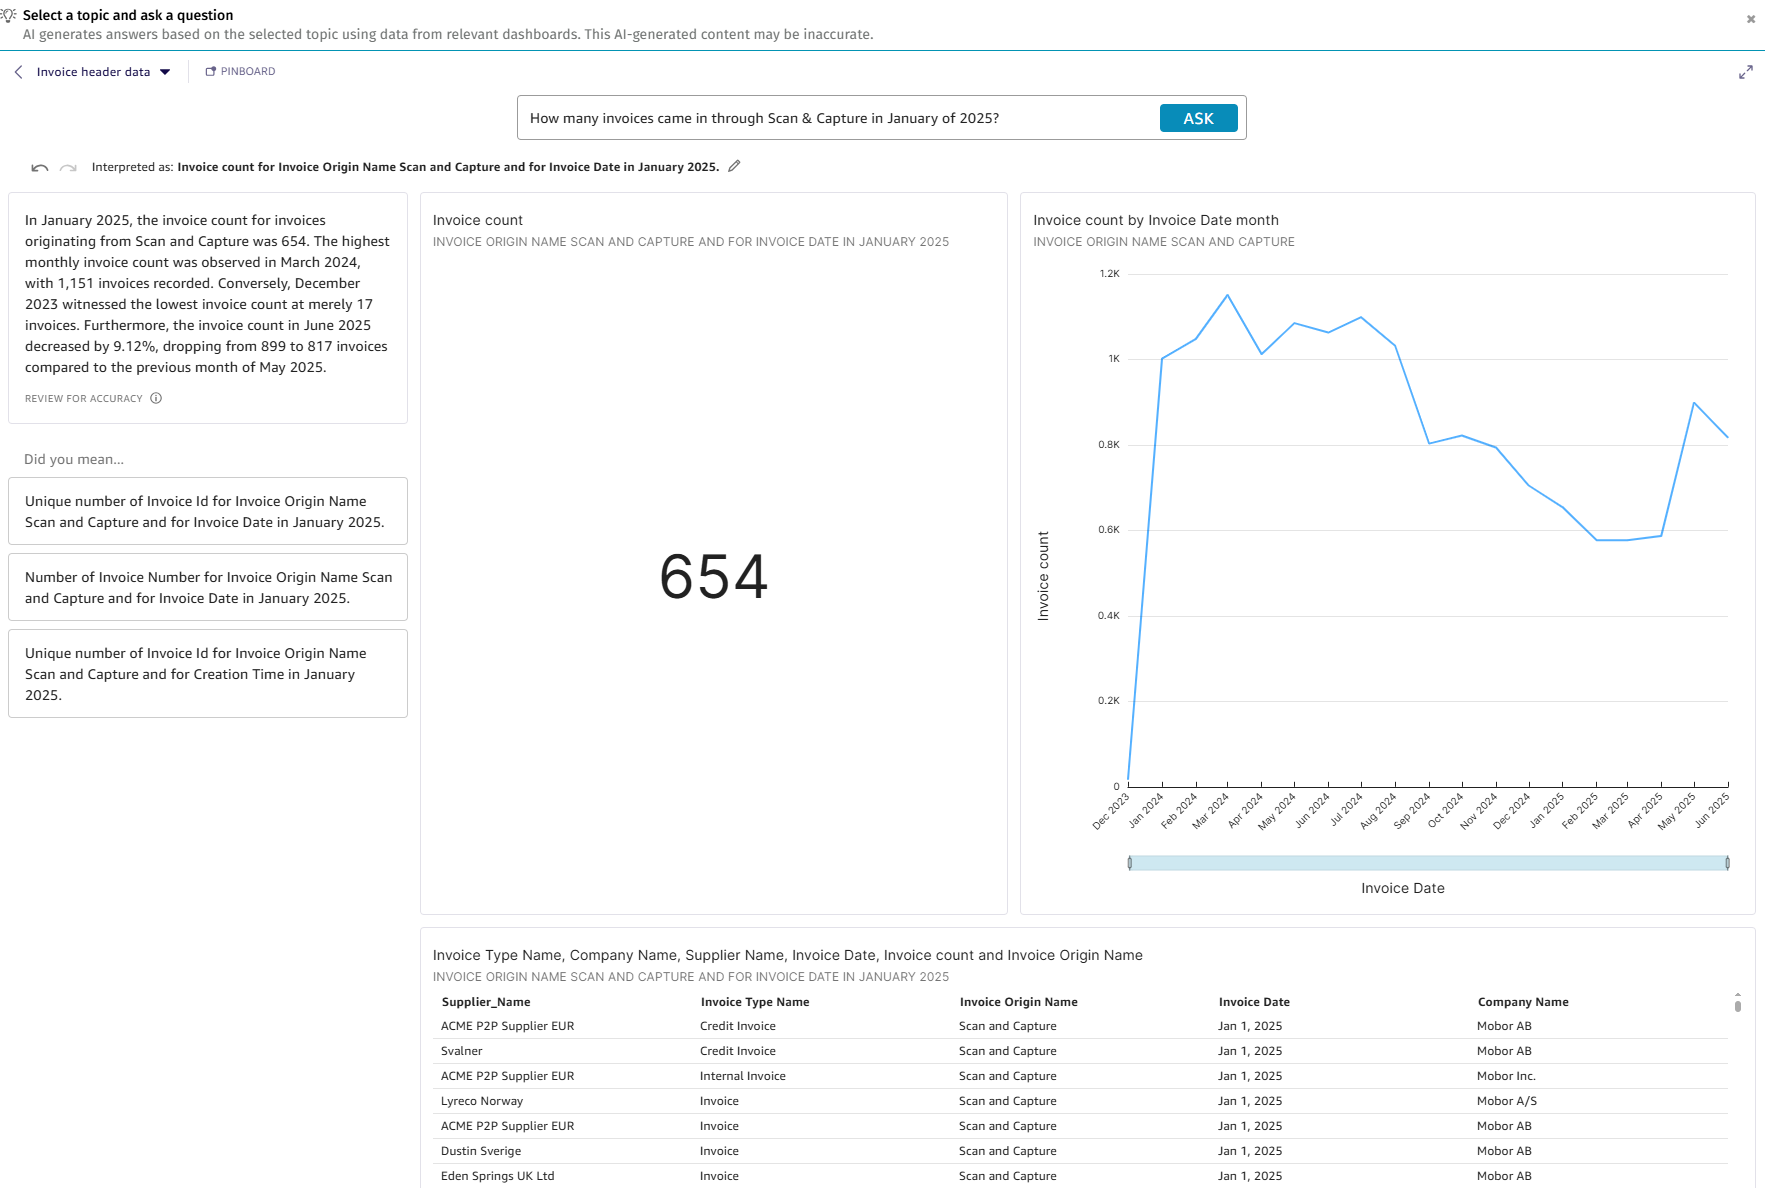 Select a topic and ask a question
AI generates answers based on the selected topic using data from relevant dashboards. This AI-generated content may be inaccurate.
Invoice header data
PINBOARD
How many invoices came in through Scan & Capture in January of 2025?
ASK
Interpreted as: Invoice count for Invoice Origin Name Scan and Capture and for Invoice Date in January 2025.
In January 2025, the invoice count for invoices
originating from Scan and Capture was 654. The highest
monthly invoice count was observed in March 2024,
with 1,151 invoices recorded. Conversely, December
2023 witnessed the lowest invoice count at merely 17
invoices. Furthermore, the invoice count in June 2025
decreased by 9.12%, dropping from 899 to 817 invoices
compared to the previous month of May 2025.
REVIEW FOR ACCURACY
Did you mean...
Unique number of Invoice Id for Invoice Origin Name
Scan and Capture and for Invoice Date in January 2025.
Number of Invoice Number for Invoice Origin Name Scan
and Capture and for Invoice Date in January 2025.
Unique number of Invoice Id for Invoice Origin Name
Scan and Capture and for Creation Time in January
2025.
Invoice count
INVOICE ORIGIN NAME SCAN AND CAPTURE AND FOR INVOICE DATE IN JANUARY 2025
654
Invoice count by Invoice Date month
INVOICE ORIGIN NAME SCAN AND CAPTURE
1.2K
1K
0.8K
0.6K
0.4K
0.2K
0
Invoice count
Dec 2023
Jan 2024
Feb 2024
Mar 2024
Apr 2024
May 2024
Jun 2024
Jul 2024
Aug 2024
Sep 2024
Oct 2024
Nov 2024
Dec 2024
Jan 2025
Feb 2025
Mar 2025
Apr 2025
May 2025
Jun 2025
Invoice Date
Invoice Type Name, Company Name, Supplier Name, Invoice Date, Invoice count and Invoice Origin Name
INVOICE ORIGIN NAME SCAN AND CAPTURE AND FOR INVOICE DATE IN JANUARY 2025
Supplier_Name Invoice Type Name Invoice Origin Name Invoice Date Company Name
ACME P2P Supplier EUR Credit Invoice Scan and Capture Jan 1, 2025 Mobor AB
Svalner Credit Invoice Scan and Capture Jan 1, 2025 Mobor AB
ACME P2P Supplier EUR Internal Invoice Scan and Capture Jan 1, 2025 Mobor Inc.
Lyreco Norway Invoice Scan and Capture Jan 1, 2025 Mobor A/S
ACME P2P Supplier EUR Invoice Scan and Capture Jan 1, 2025 Mobor AB
Dustin Sverige Invoice Scan and Capture Jan 1, 2025 Mobor AB
Eden Springs UK Ltd Invoice Scan and Capture Jan 1, 2025 Mobor AB